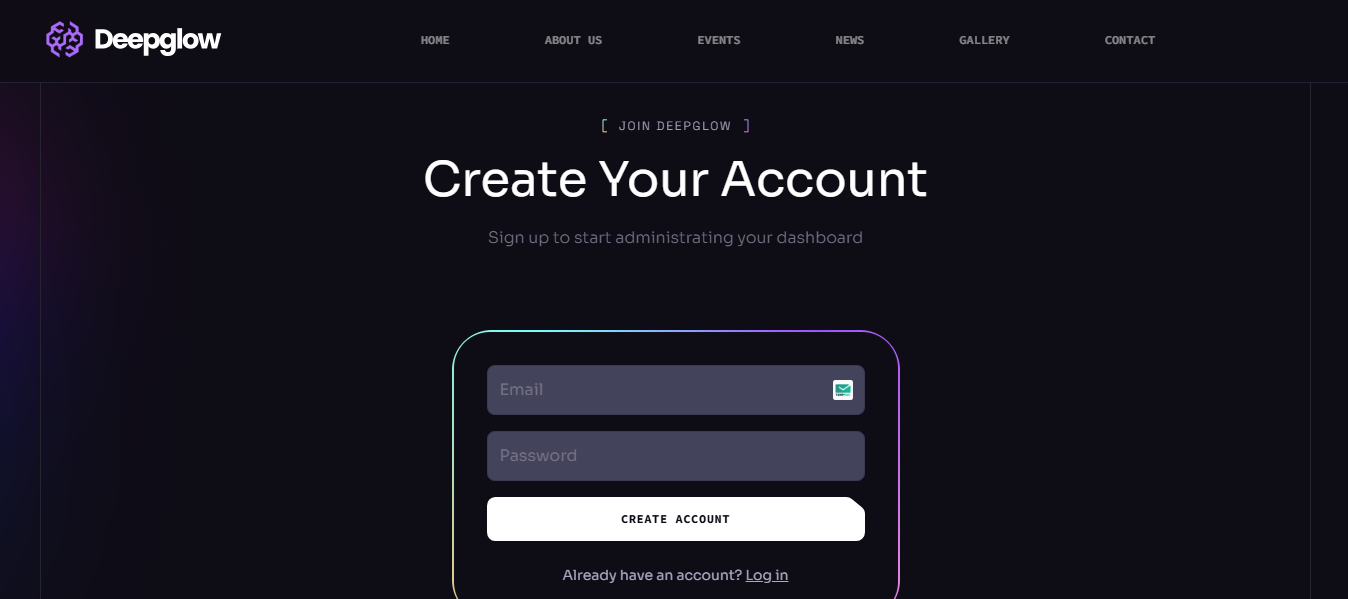 Deepglow
HOME ABOUT US EVENTS NEWS GALLERY CONTACT
[ JOIN DEEPGLOW ]
Create Your Account
Sign up to start administrating your dashboard
Email
Password
CREATE ACCOUNT
Already have an account? Log in